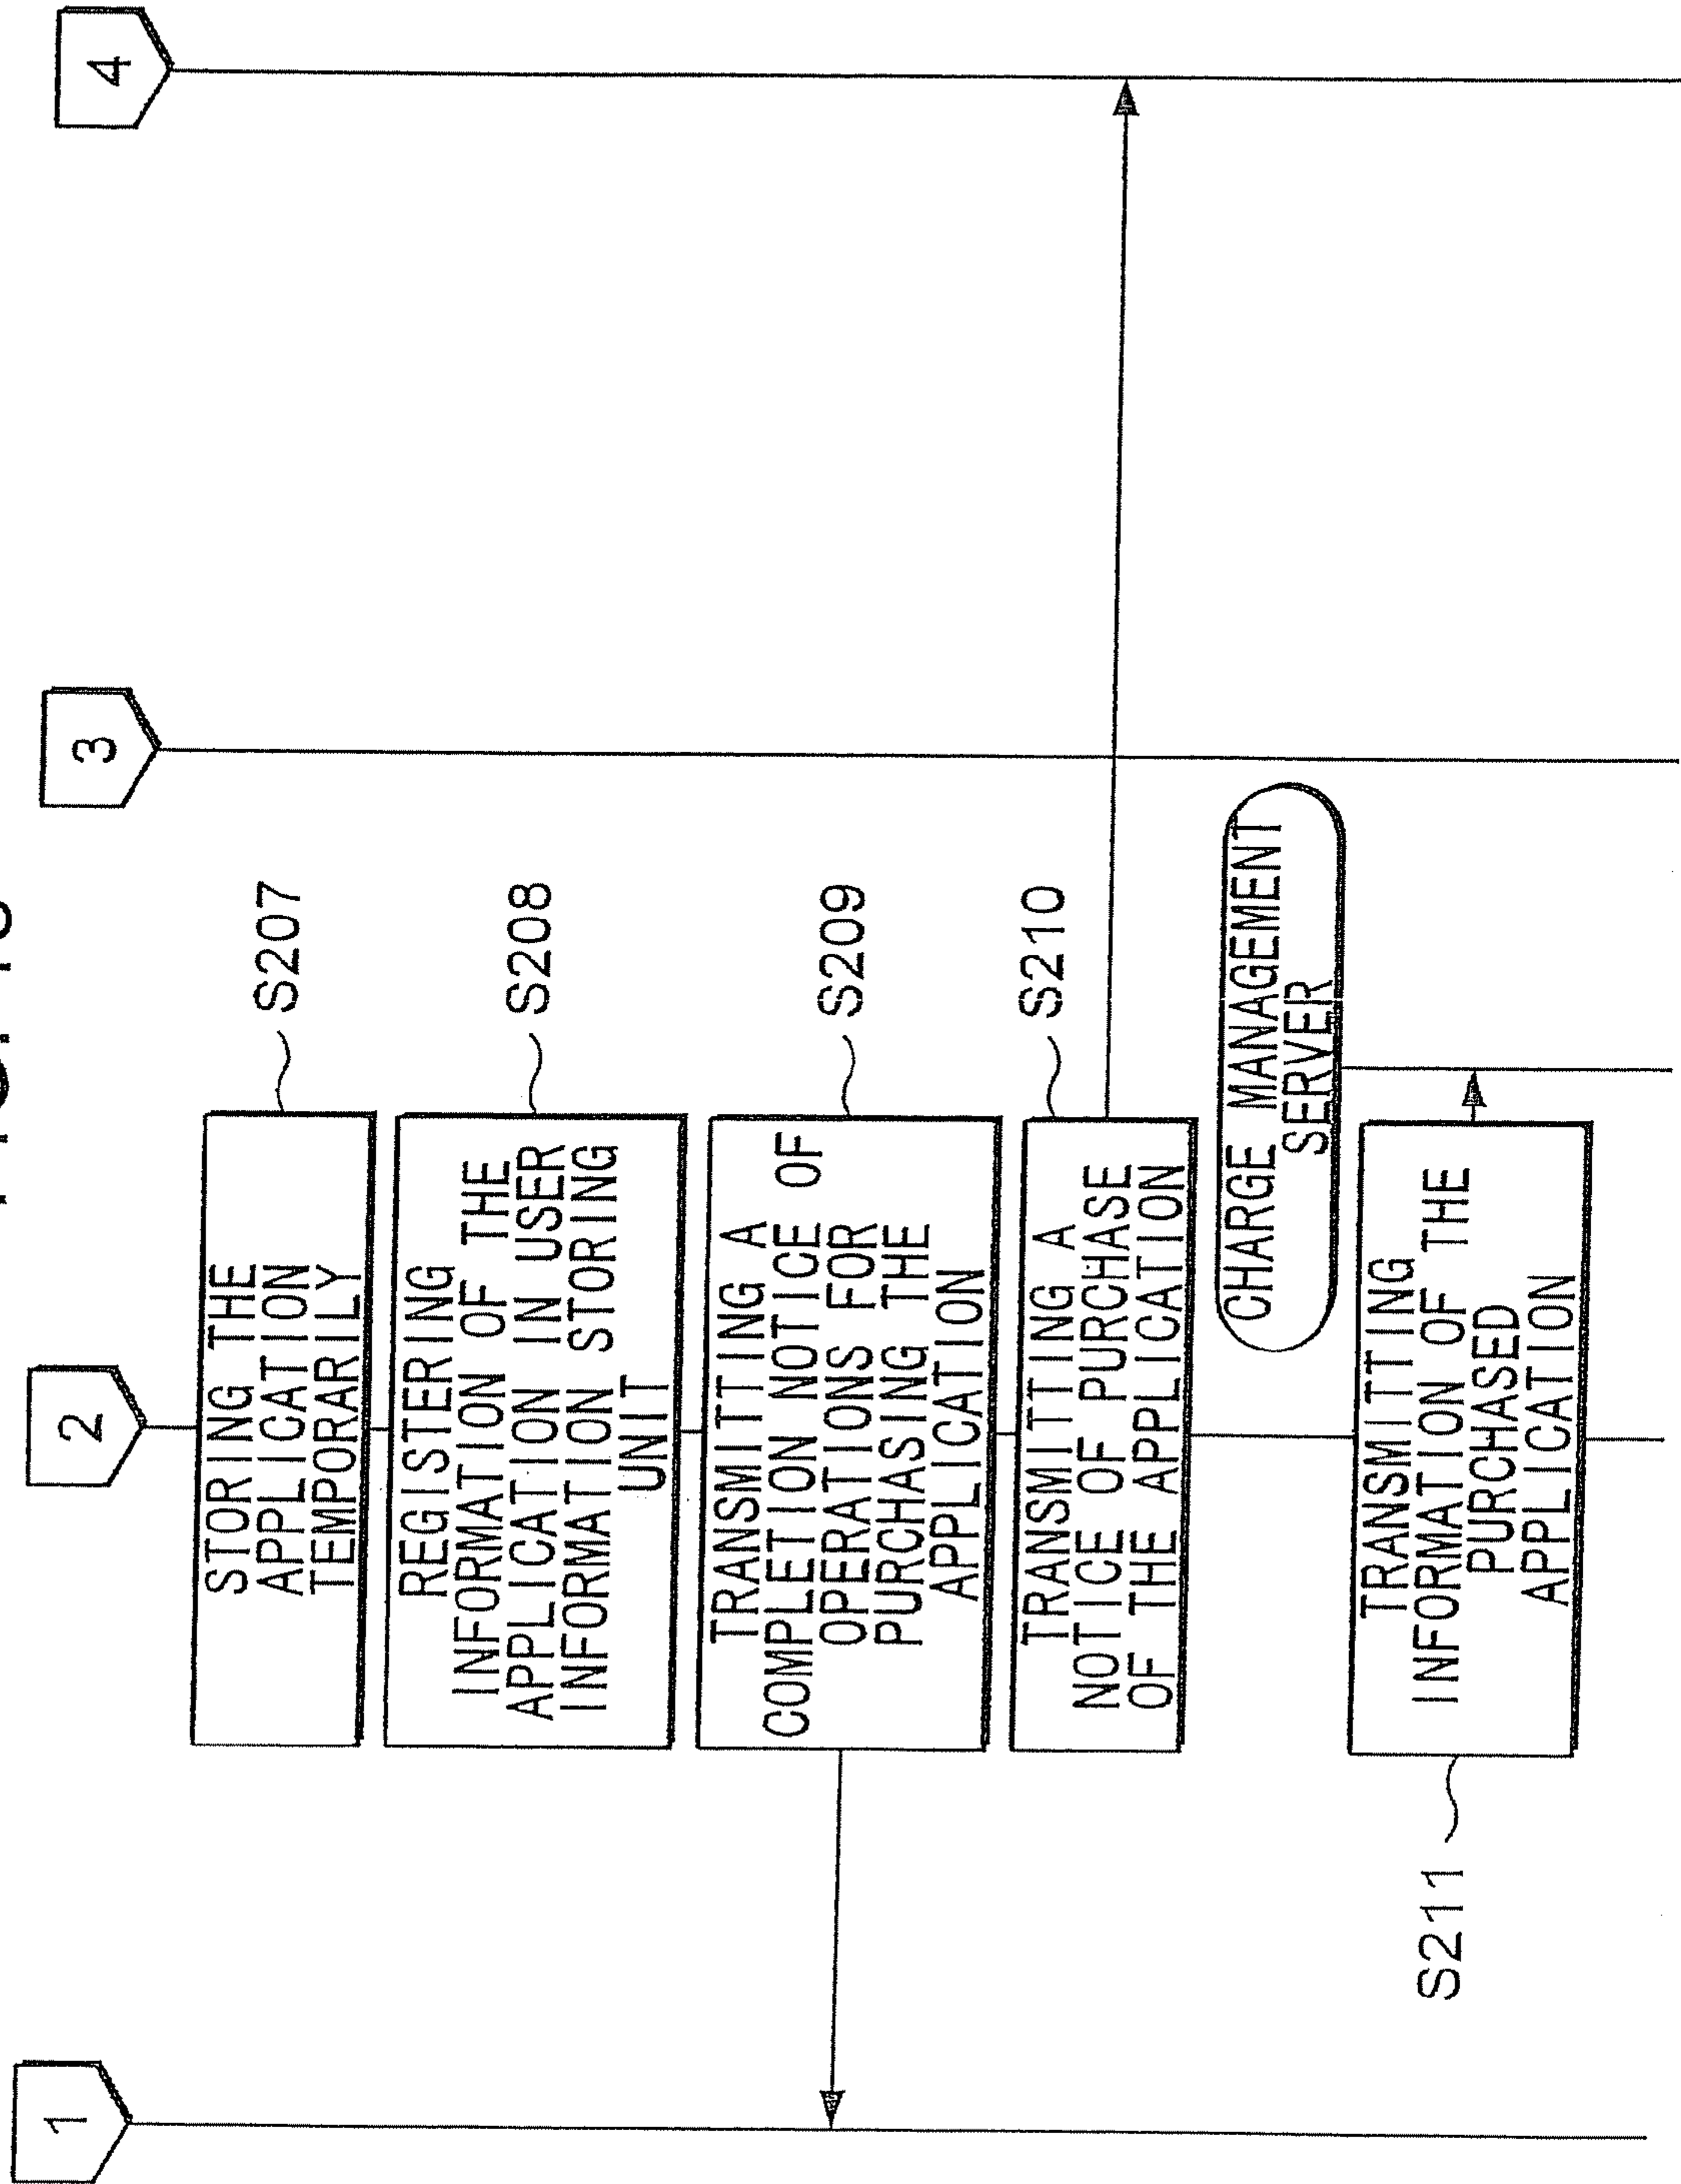 1
2
3
4
STORING THE
APPLICATION
TEMPORARILY
S207
REGISTERING
INFORMATION OF THE
APPLICATION IN USER
INFORMATION STORING
UNIT
S208
TRANSMITTING A
COMPLETION NOTICE OF
OPERATIONS FOR
PURCHASING THE
APPLICATION
S209
TRANSMITTING A
NOTICE OF PURCHASE
OF THE APPLICATION
S210
CHARGE MANAGEMENT
SERVER
TRANSMITTING
INFORMATION OF THE
PURCHASED
APPLICATION
S211